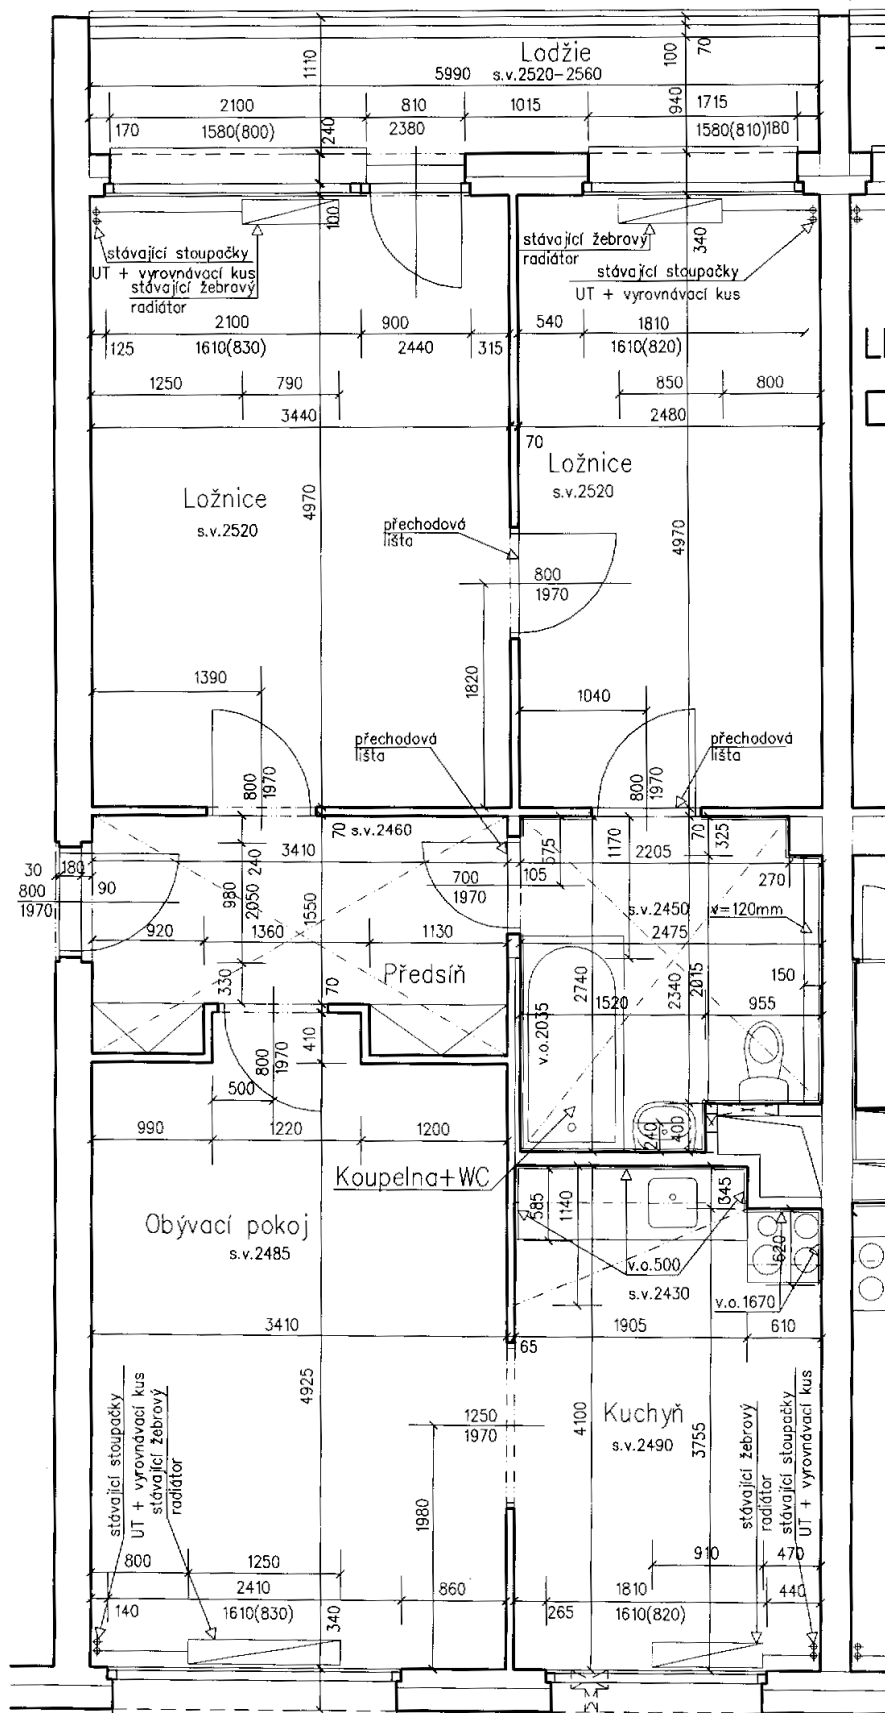 Lodžie
s.v.2520-2560
5990
1110
100
70
940
2100
810
1015
1715
170
1580(800)
240
2380
1580(810)
180
100
340
stávající stoupačky
UT + vyrovnávací kus
stávající žebrový
radiátor
stávající žebrový
radiátor
stávající stoupačky
UT + vyrovnávací kus
2100
900
540
1810
125
1610(830)
2440
315
1610(820)
1250
790
850
800
3440
2480
70
Ložnice
s.v.2520
4970
Ložnice
s.v.2520
4970
přechodová
lišta
800
1970
1820
1390
1040
přechodová
lišta
přechodová
lišta
800
1970
800
1970
70
s.v.2460
240
3410
575
1170
2205
70
325
30
180
800
1970
90
980
2050
1550
700
1970
105
270
s.v.2450
v=120mm
2475
920
1360
1130
Předsíň
330
70
2740
2340
2015
150
1520
955
v.o.2035
410
800
1970
500
240
400
990
1220
1200
Koupelna+WC
585
1140
345
Obývací pokoj
s.v.2485
620
v.o.500
s.v.2430
v.o.1670
3410
1905
610
65
4925
1250
1970
4100
Kuchyň
s.v.2490
3755
stávající stoupačky
UT + vyrovnávací kus
stávající žebrový
radiátor
1980
stávající žebrový
radiátor
stávající stoupačky
UT + vyrovnávací kus
800
1250
910
470
2410
860
1810
440
140
1610(830)
340
265
1610(820)